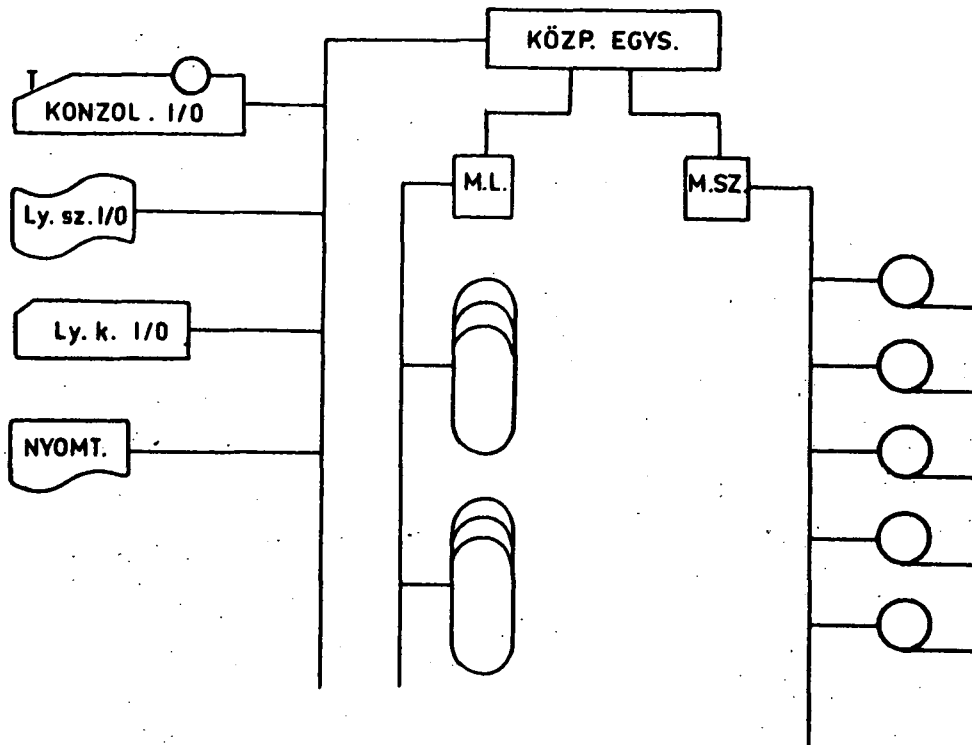 KÖZP. EGYS.
KONZOL. I/O
M.L.
M.SZ.
Ly. sz. I/O
Ly. k. I/O
NYOMT.